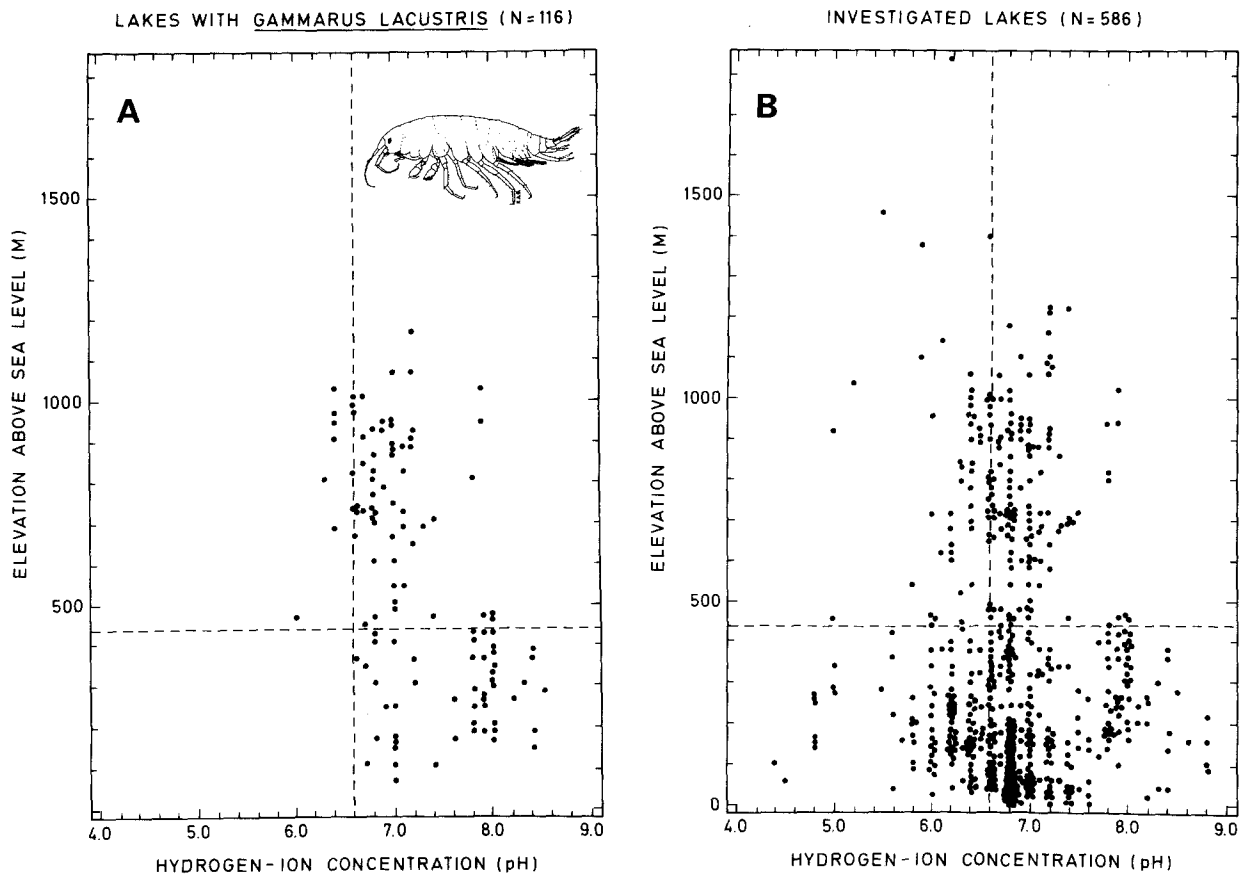 LAKES WITH GAMMARUS LACUSTRIS (N=116)
A
ELEVATION ABOVE SEA LEVEL (M)
1500
1000
500
4.0 5.0 6.0 7.0 8.0 9.0
HYDROGEN-ION CONCENTRATION (pH)
INVESTIGATED LAKES (N=586)
B
ELEVATION ABOVE SEA LEVEL (M)
1500
1000
500
0
4.0 5.0 6.0 7.0 8.0 9.0
HYDROGEN-ION CONCENTRATION (pH)